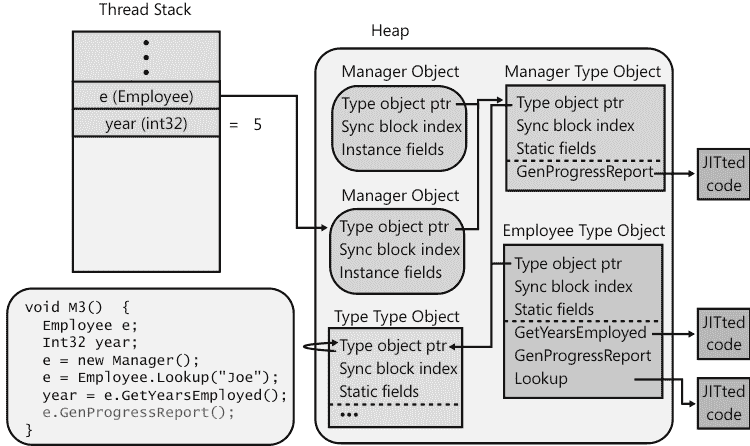 Thread Stack
e (Employee)
year (int32)
= 5
Heap
Manager Object
Type object ptr
Sync block index
Instance fields
Manager Object
Type object ptr
Sync block index
Instance fields
Type Type Object
Type object ptr
Sync block index
Static fields
•••
Manager Type Object
Type object ptr
Sync block index
Static fields
GenProgressReport
JITted
code
Employee Type Object
Type object ptr
Sync block index
Static fields
GetYearsEmployed
GenProgressReport
Lookup
JITted
code
JITted
code
void M3() {
Employee e;
Int32 year;
e = new Manager();
e = Employee.Lookup("Joe");
year = e.GetYearsEmployed();
e.GenProgressReport();
}